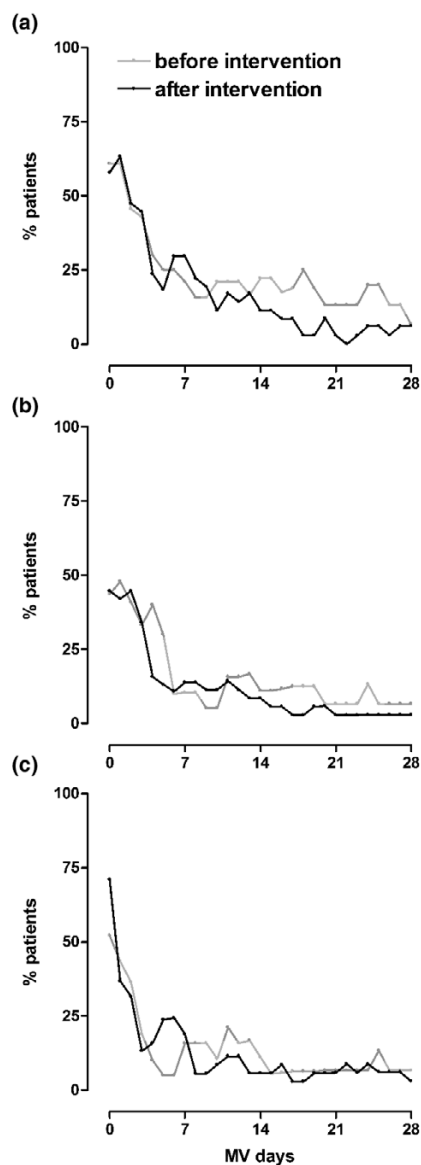 (a)
100
before intervention
after intervention
75
50
25
0
% patients
0 7 14 21 28
(b)
100
75
50
25
0
% patients
0 7 14 21 28
(c)
100
75
50
25
0
% patients
0 7 14 21 28
MV days